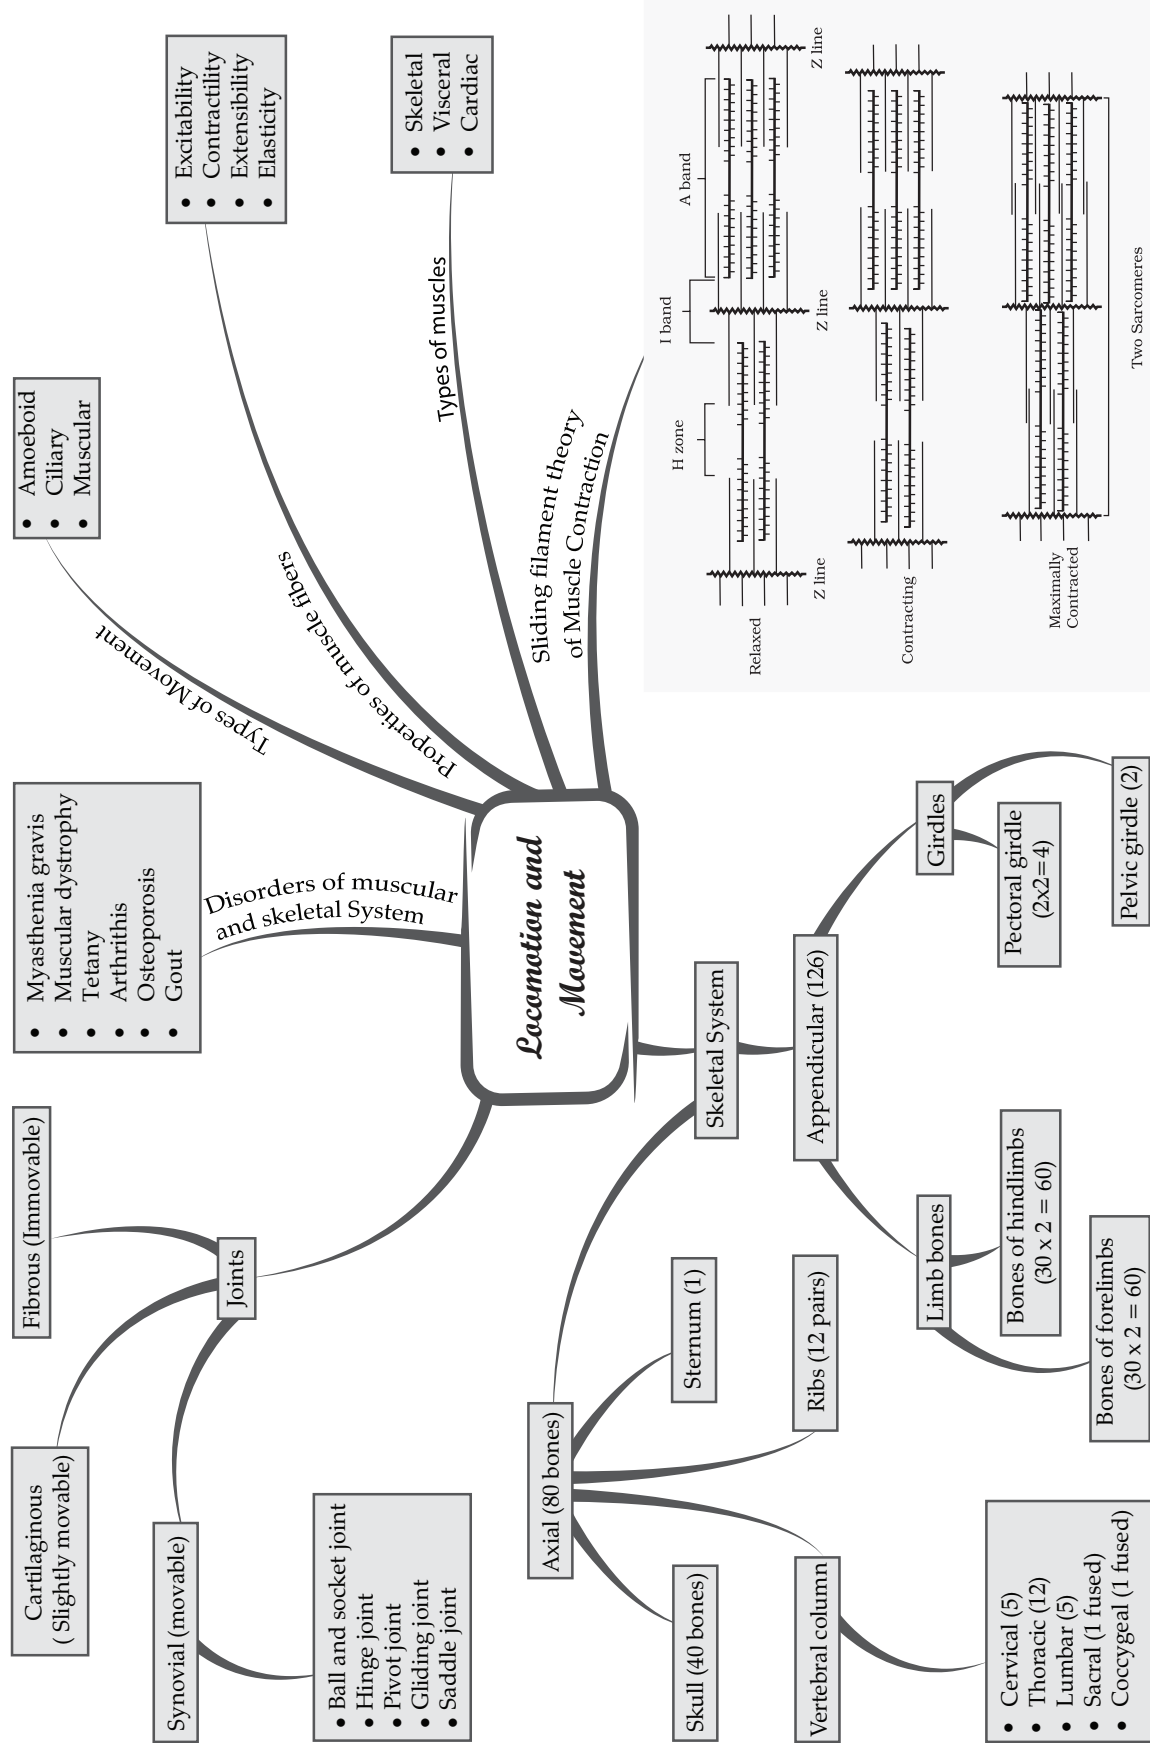 Locomotion and
Movement
Types of Movement
• Amoeboid
• Ciliary
• Muscular
Properties of muscle fibers
• Excitability
• Contractility
• Extensibility
• Elasticity
Types of muscles
• Skeletal
• Visceral
• Cardiac
Sliding filament theory
of Muscle Contraction
H zone
I band
A band
Relaxed
Z line
Z line
Z line
Contracting
Maximally
Contracted
Two Sarcomeres
Disorders of muscular
and skeletal System
• Myasthenia gravis
• Muscular dystrophy
• Tetany
• Arthrithis
• Osteoporosis
• Gout
Joints
Fibrous (Immovable)
Cartilaginous
( Slightly movable)
Synovial (movable)
• Ball and socket joint
• Hinge joint
• Pivot joint
• Gliding joint
• Saddle joint
Skeletal System
Axial (80 bones)
Skull (40 bones)
Sternum (1)
Ribs (12 pairs)
Vertebral column
• Cervical (5)
• Thoracic (12)
• Lumbar (5)
• Sacral (1 fused)
• Coccygeal (1 fused)
Appendicular (126)
Limb bones
Bones of hindlimbs
(30 x 2 = 60)
Bones of forelimbs
(30 x 2 = 60)
Girdles
Pectoral girdle
(2x2=4)
Pelvic girdle (2)